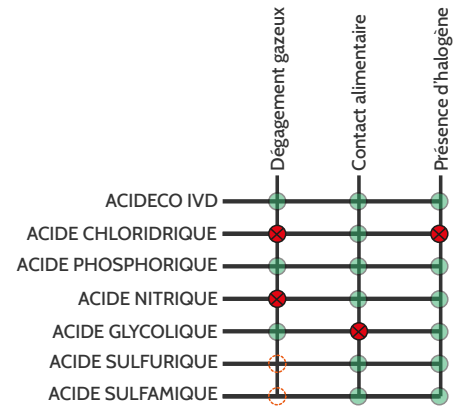 Dégagement gazeux
Contact alimentaire
Présence d'halogène
ACIDECO IVD
ACIDE CHLORIDRIQUE
ACIDE PHOSPHORIQUE
ACIDE NITRIQUE
ACIDE GLYCOLIQUE
ACIDE SULFURIQUE
ACIDE SULFAMIQUE